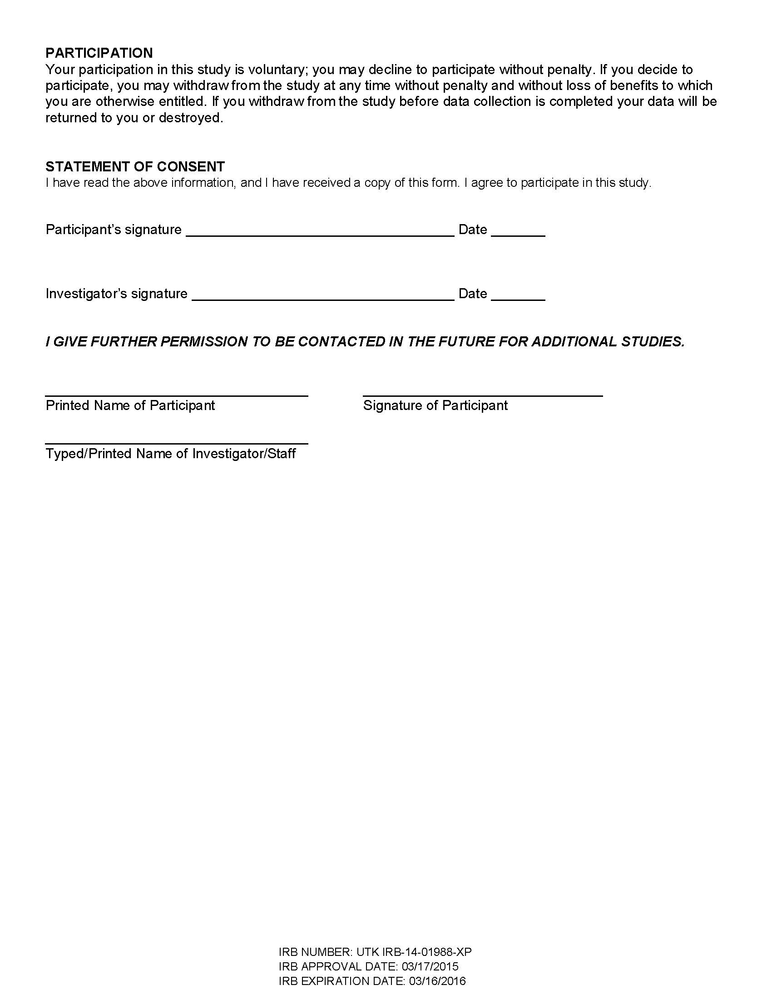 PARTICIPATION
Your participation in this study is voluntary; you may decline to participate without penalty. If you decide to
participate, you may withdraw from the study at any time without penalty and without loss of benefits to which
you are otherwise entitled. If you withdraw from the study before data collection is completed your data will be
returned to you or destroyed.
STATEMENT OF CONSENT
I have read the above information, and I have received a copy of this form. I agree to participate in this study.
Participant’s signature ______________________________ Date ______
Investigator’s signature ______________________________ Date ______
I GIVE FURTHER PERMISSION TO BE CONTACTED IN THE FUTURE FOR ADDITIONAL STUDIES.
Printed Name of Participant Signature of Participant
Typed/Printed Name of Investigator/Staff
IRB NUMBER: UTK IRB-14-01988-XP
IRB APPROVAL DATE: 03/17/2015
IRB EXPIRATION DATE: 03/16/2016